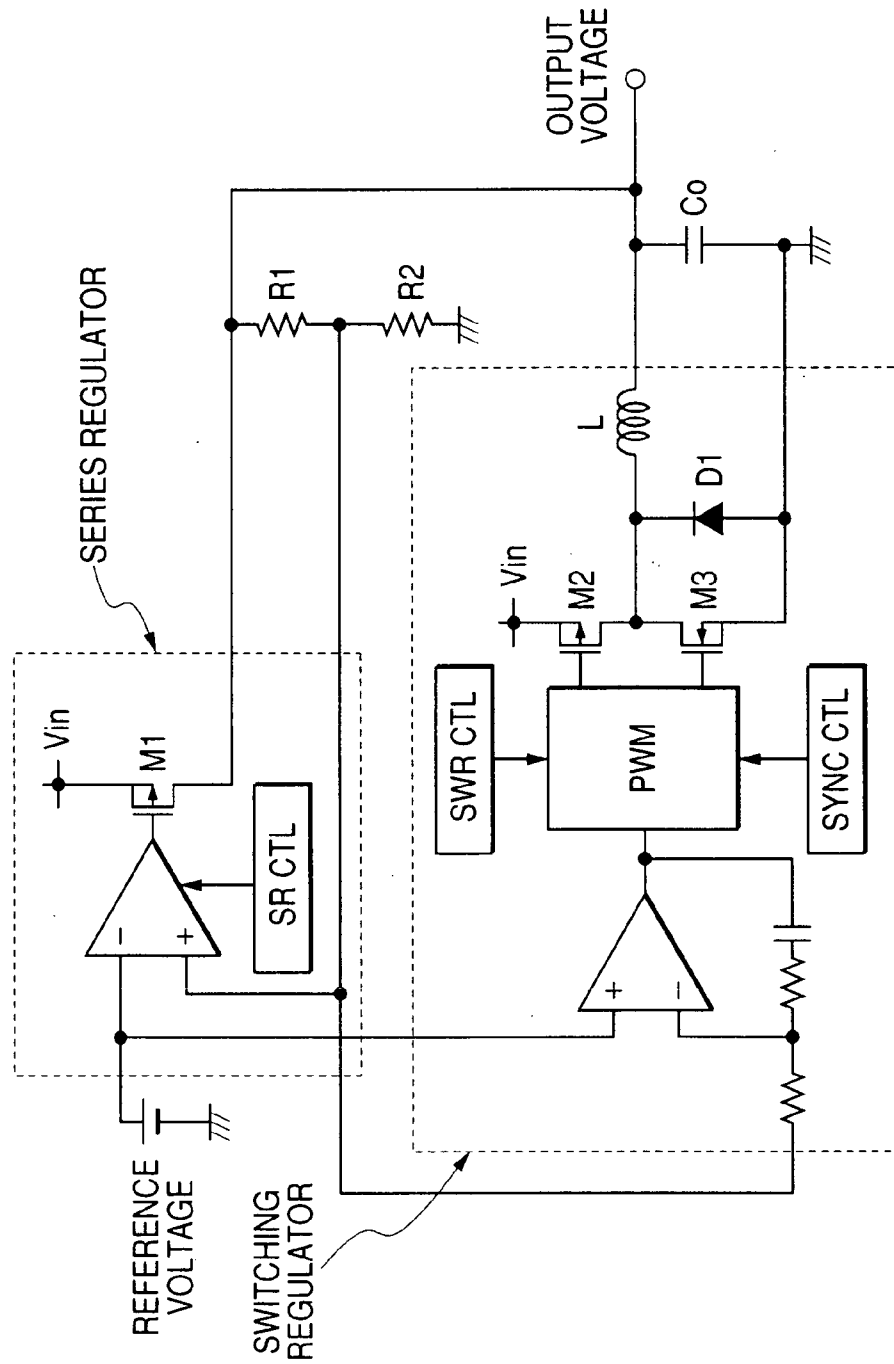 SERIES REGULATOR
Vin
M1
SR CTL
−
+
REFERENCE
VOLTAGE
R1
R2
OUTPUT
VOLTAGE
Co
SWITCHING
REGULATOR
L
D1
Vin
M2
M3
SWR CTL
PWM
SYNC CTL
+
−